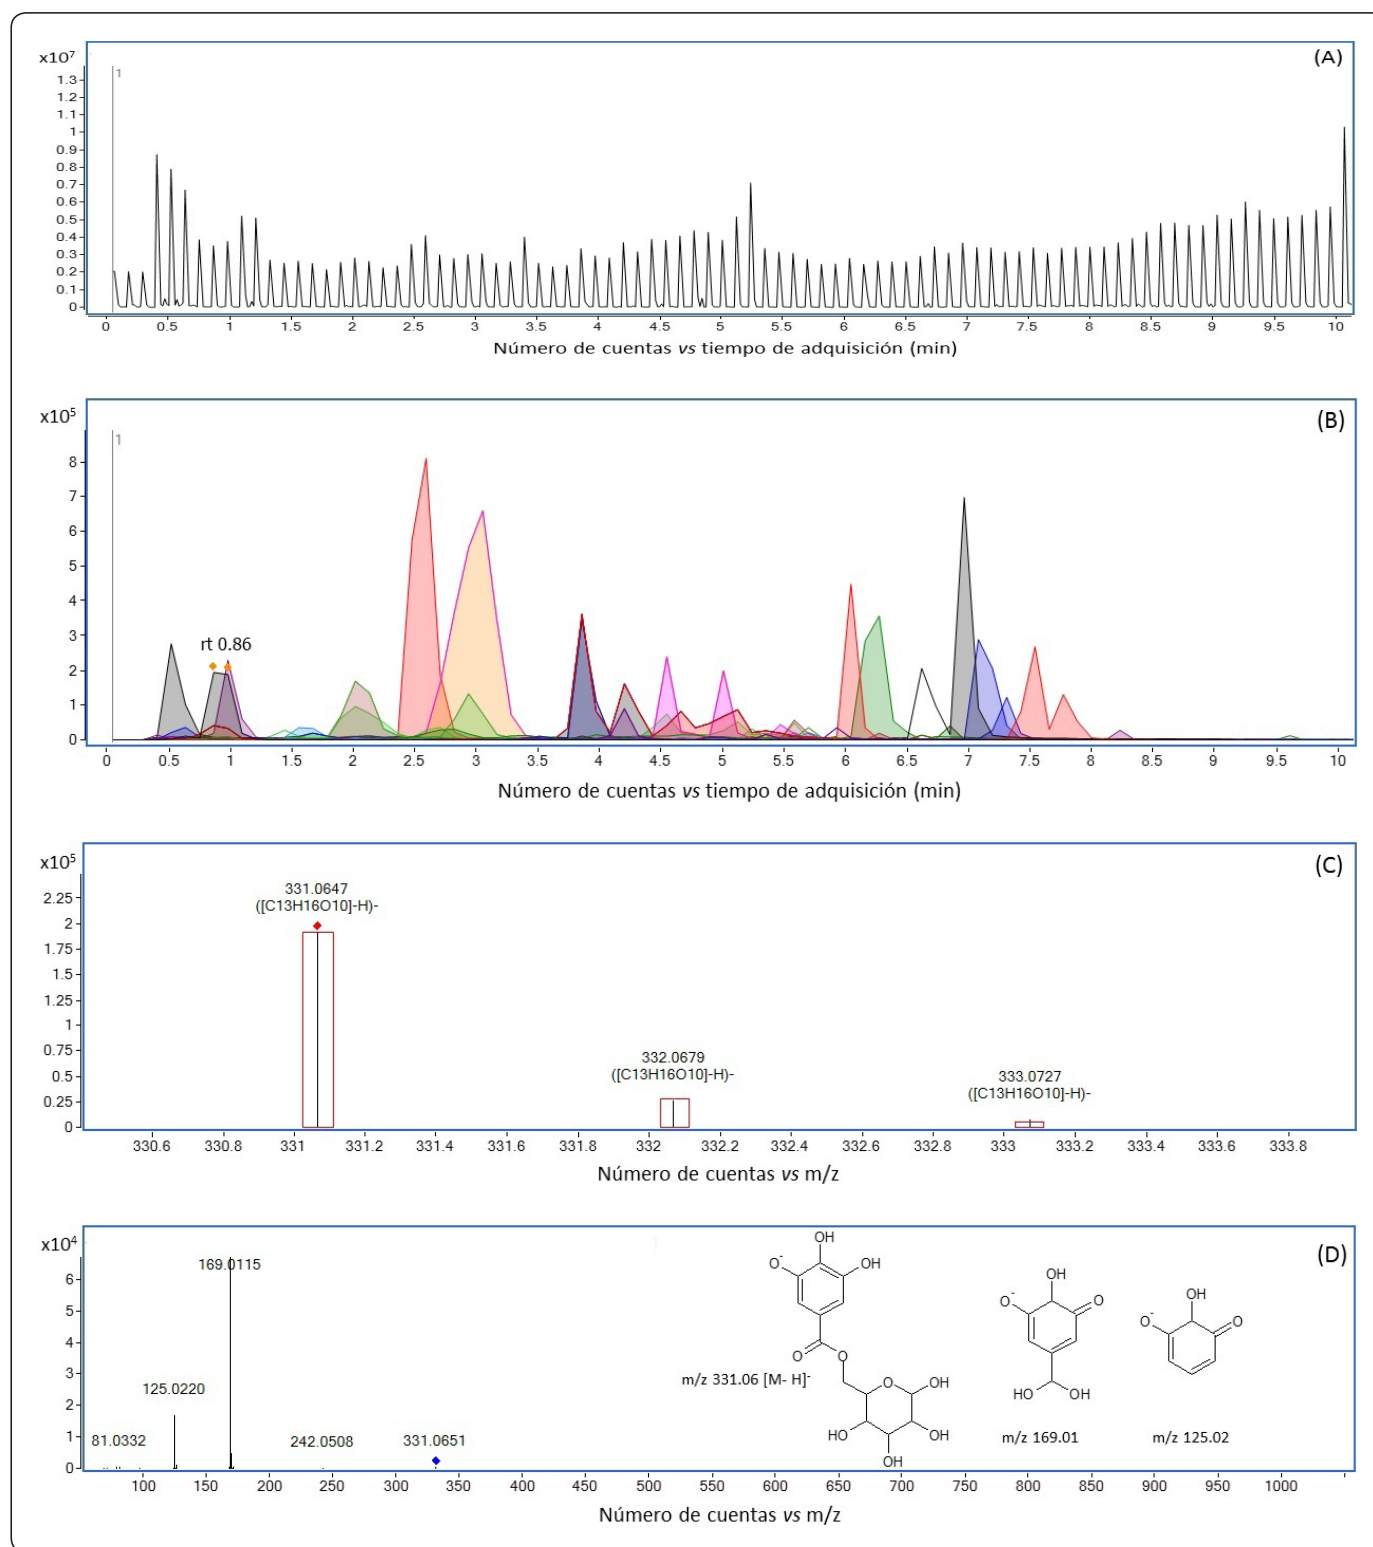 (A)
x10⁷
1
1.3
1.2
1.1
1
0.9
0.8
0.7
0.6
0.5
0.4
0.3
0.2
0.1
0
0 0.5 1 1.5 2 2.5 3 3.5 4 4.5 5 5.5 6 6.5 7 7.5 8 8.5 9 9.5 10
Número de cuentas vs tiempo de adquisición (min)
(B)
x10⁵
1
8
7
6
5
4
3
2
1
0
rt 0.86
0 0.5 1 1.5 2 2.5 3 3.5 4 4.5 5 5.5 6 6.5 7 7.5 8 8.5 9 9.5 10
Número de cuentas vs tiempo de adquisición (min)
(C)
x10⁵
2.25
2
1.75
1.5
1.25
1
0.75
0.5
0.25
0
331.0647
([C13H16O10]-H)-
332.0679
([C13H16O10]-H)-
333.0727
([C13H16O10]-H)-
330.6 330.8 331 331.2 331.4 331.6 331.8 332 332.2 332.4 332.6 332.8 333 333.2 333.4 333.6 333.8
Número de cuentas vs m/z
(D)
x10⁴
6
5
4
3
2
1
0
169.0115
125.0220
81.0332
242.0508
331.0651
OH
O⁻
OH
O
O
O
OH
HO
OH
OH
m/z 331.06 [M- H]⁻
OH
O⁻
O
HO
OH
m/z 169.01
OH
O⁻
O
m/z 125.02
100 150 200 250 300 350 400 450 500 550 600 650 700 750 800 850 900 950 1000
Número de cuentas vs m/z